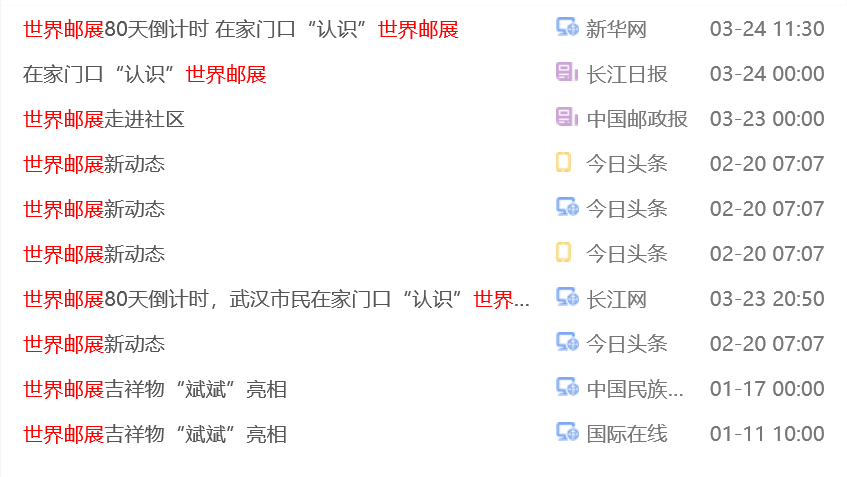 世界邮展80天倒计时 在家门口“认识”世界邮展 新华网 03-24 11:30
在家门口“认识”世界邮展 长江日报 03-24 00:00
世界邮展走进社区 中国邮政报 03-23 00:00
世界邮展新动态 今日头条 02-20 07:07
世界邮展新动态 今日头条 02-20 07:07
世界邮展新动态 今日头条 02-20 07:07
世界邮展80天倒计时，武汉市民在家门口“认识”世界... 长江网 03-23 20:50
世界邮展新动态 今日头条 02-20 07:07
世界邮展吉祥物“斌斌”亮相 中国民族... 01-17 00:00
世界邮展吉祥物“斌斌”亮相 国际在线 01-11 10:00